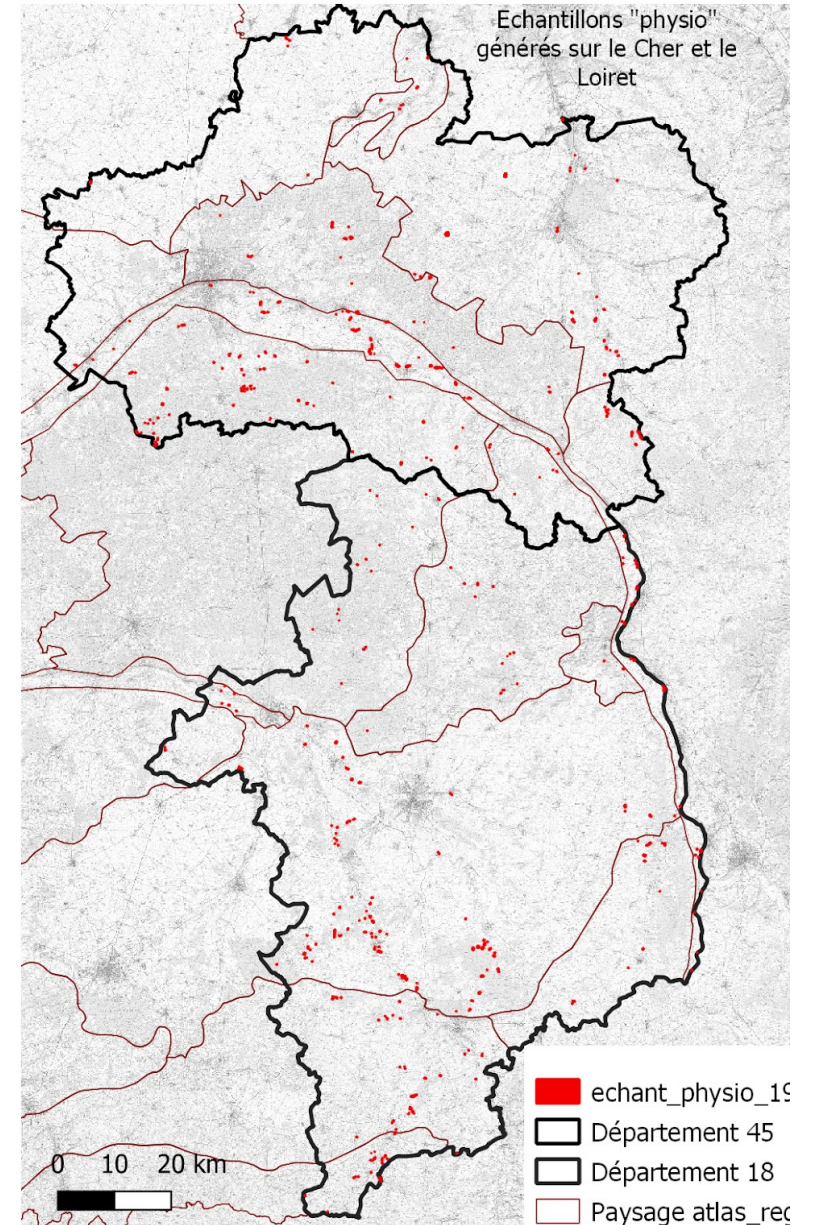 Echantillons "physio"
générés sur le Cher et le
Loiret
echant_physio_19
Département 45
Département 18
Paysage atlas_reg
0 10 20 km